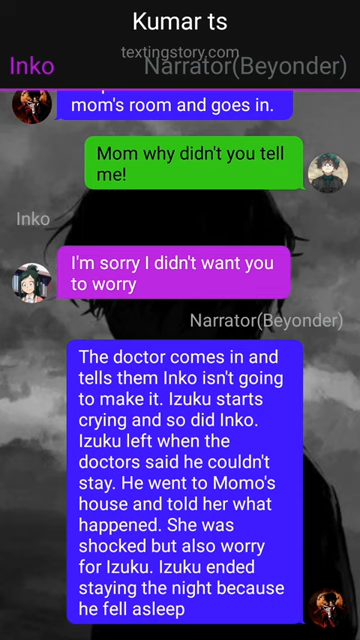 Kumar ts
textingstory.com
Inko
Narrator(Beyonder)
mom's room and goes in.
Mom why didn't you tell
me!
Inko
I'm sorry I didn't want you
to worry
Narrator(Beyonder)
The doctor comes in and
tells them Inko isn't going
to make it. Izuku starts
crying and so did Inko.
Izuku left when the
doctors said he couldn't
stay. He went to Momo's
house and told her what
happened. She was
shocked but also worry
for Izuku. Izuku ended
staying the night because
he fell asleep